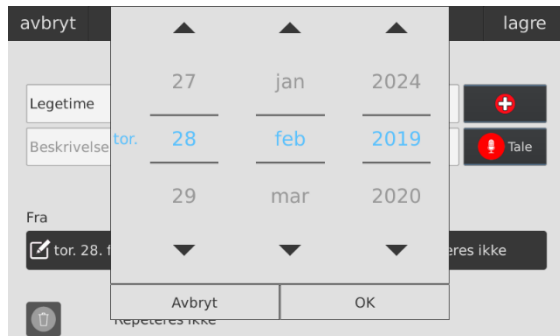 avbryt
lagre
27 jan 2024
Legetime
tor. 28 feb 2019
Beskrivelse
Tale
29 mar 2020
Fra
tor. 28. f
eres ikke
Avbryt
OK
Repeteres ikke